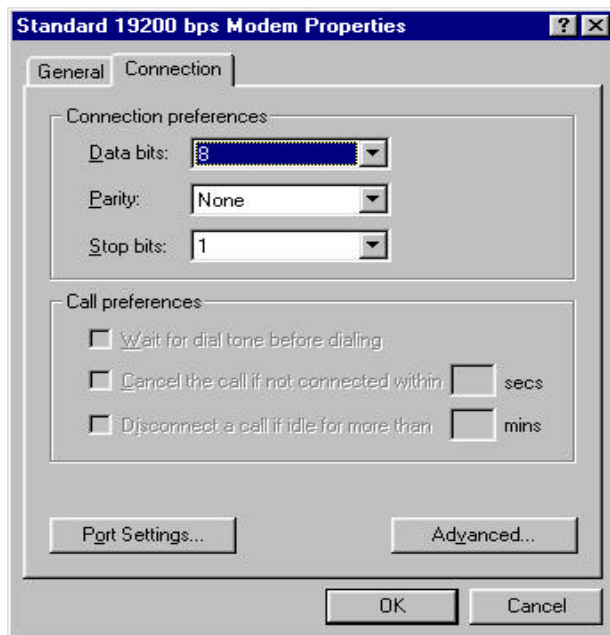 Standard 19200 bps Modem Properties
General Connection
Connection preferences
Data bits: 8
Parity: None
Stop bits: 1
Call preferences
Wait for dial tone before dialing
Cancel the call if not connected within secs
Disconnect a call if idle for more than mins
Port Settings... Advanced...
OK Cancel